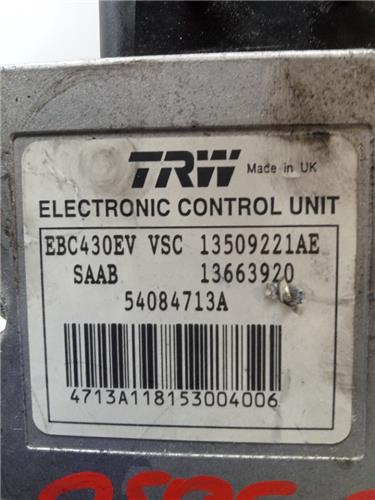 TRW Made in UK
ELECTRONIC CONTROL UNIT
EBC430EV VSC 13509221AE
SAAB 13663920
54084713A
4713A118153004006